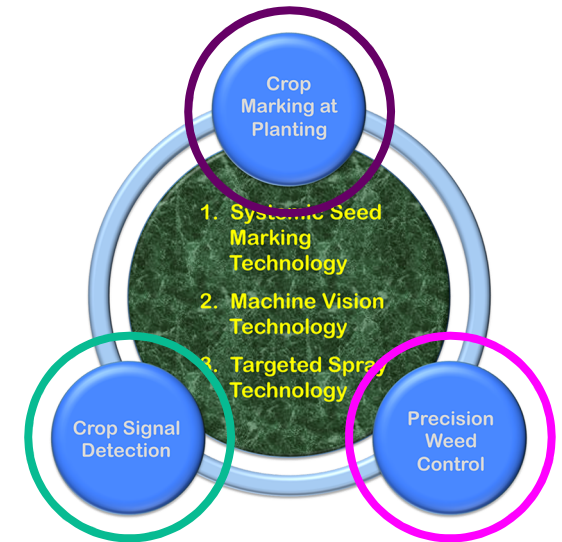 Crop
Marking at
Planting
1. Systemic Seed
Marking
Technology
2. Machine Vision
Technology
3. Targeted Spray
Technology
Crop Signal
Detection
Precision
Weed
Control